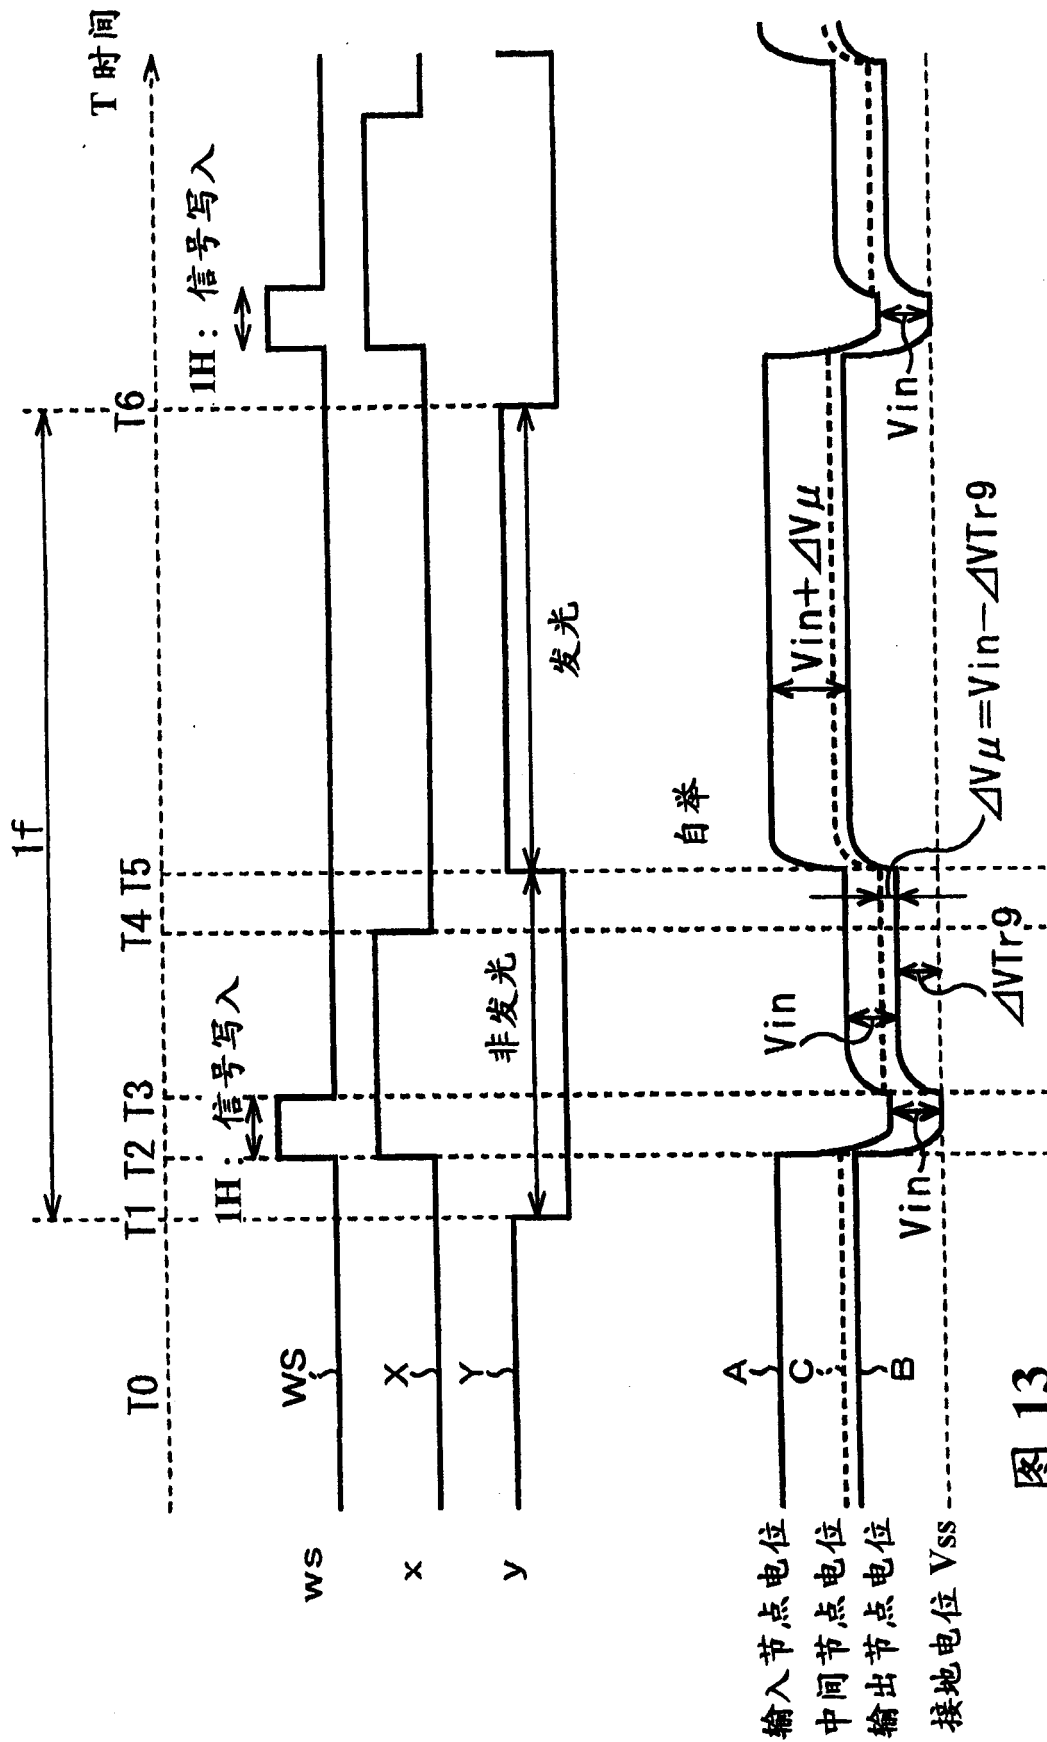 T 时间
1f
T0
T1
T2
T3
T4
T5
T6
1H: 信号写入
1H: 信号写入
ws
WS
x
X
y
Y
非发光
发光
自举
输入节点电位
A
中间节点电位
C
输出节点电位
B
接地电位 Vss
Vin
Vin
Vin+ΔVμ
Vin
ΔVTr9
ΔVμ=Vin-ΔVTr9
图 13